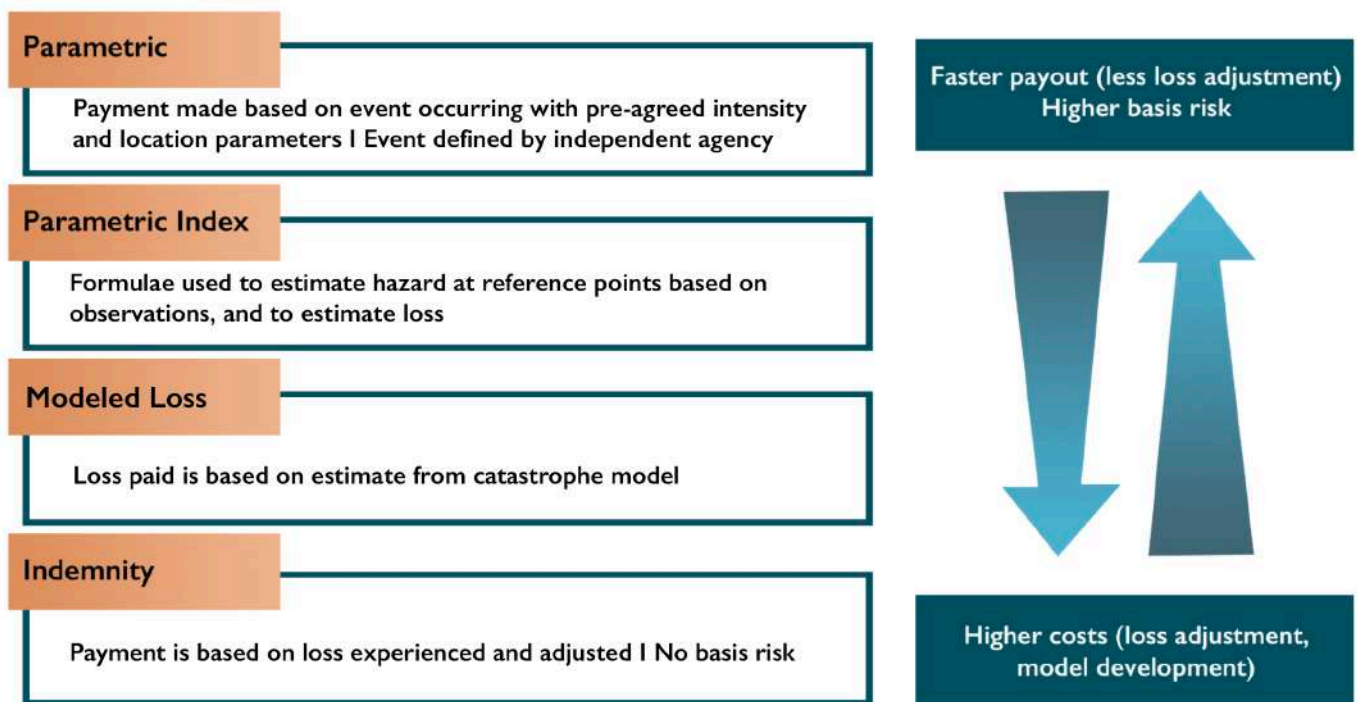 Parametric
Payment made based on event occurring with pre-agreed intensity
and location parameters I Event defined by independent agency
Parametric Index
Formulae used to estimate hazard at reference points based on
observations, and to estimate loss
Modeled Loss
Loss paid is based on estimate from catastrophe model
Indemnity
Payment is based on loss experienced and adjusted I No basis risk
Faster payout (less loss adjustment)
Higher basis risk
Higher costs (loss adjustment,
model development)